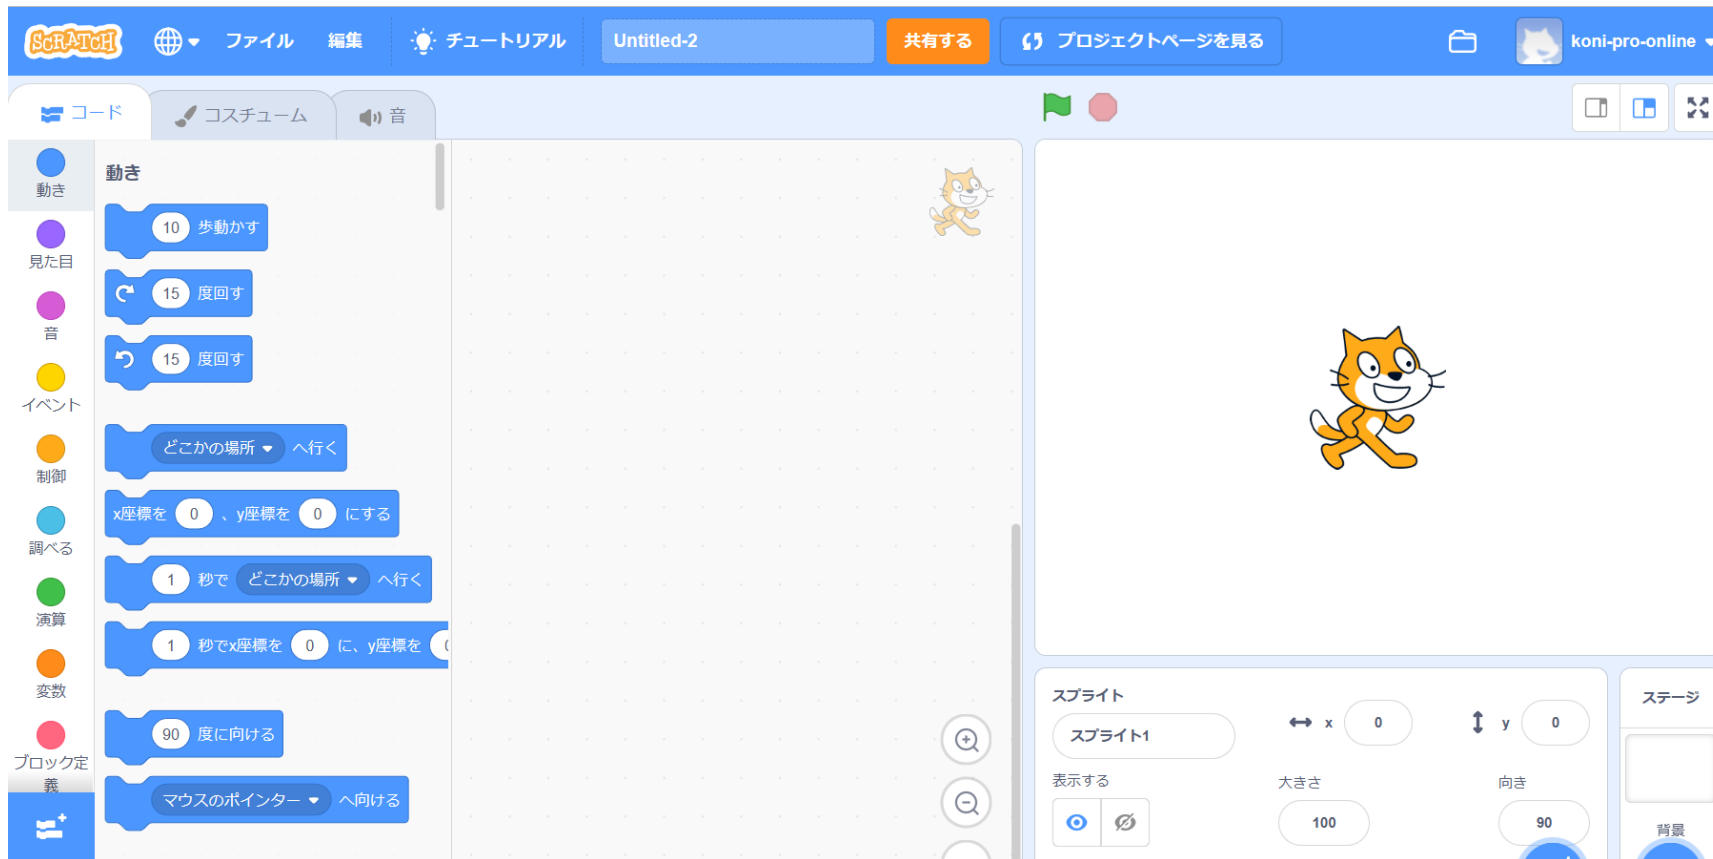 SCRATCH
ファイル
編集
チュートリアル
Untitled-2
共有する
プロジェクトページを見る
koni-pro-online
コード
コスチューム
音
動き
見た目
音
イベント
制御
調べる
演算
変数
ブロック定
義
動き
10 歩動かす
15 度回す
15 度回す
どこかの場所 へ行く
x座標を 0 、y座標を 0 にする
1 秒で どこかの場所 へ行く
1 秒でx座標を 0 に、y座標を
90 度に向ける
マウスのポインター へ向ける
スプライト
スプライト1
x 0
y 0
表示する
大きさ
100
向き
90
ステージ
背景